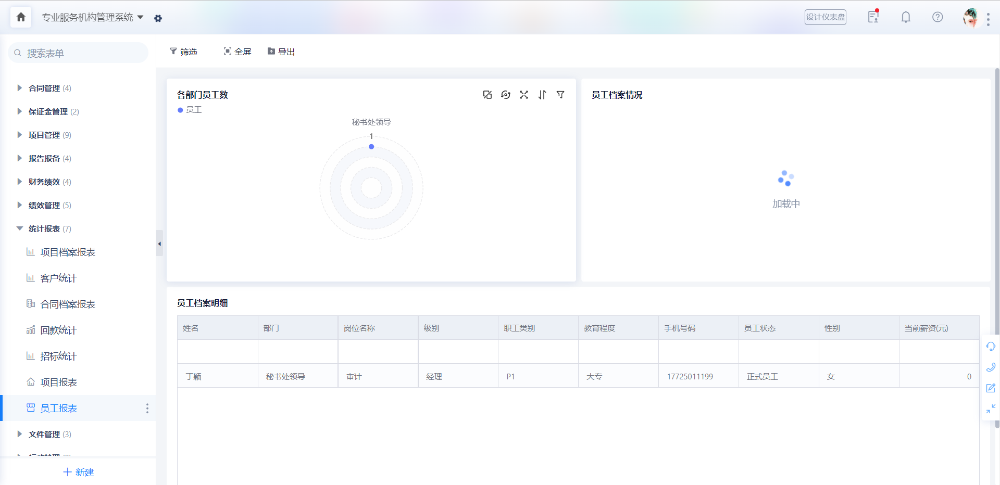 专业服务机构管理系统
设计仪表盘
搜索表单
合同管理 (4)
保证金管理 (2)
项目管理 (9)
报告报备 (4)
财务绩效 (4)
绩效管理 (5)
统计报表 (7)
项目档案报表
客户统计
合同档案报表
回款统计
招标统计
项目报表
员工报表
文件管理 (3)
新建
筛选 全屏 导出
各部门员工数
员工
秘书处领导
1
员工档案情况
加载中
员工档案明细
姓名 部门 岗位名称 级别 职工类别 教育程度 手机号码 员工状态 性别 当前薪资(元)
丁颖 秘书处领导 审计 经理 P1 大专 17725011199 正式员工 女 0